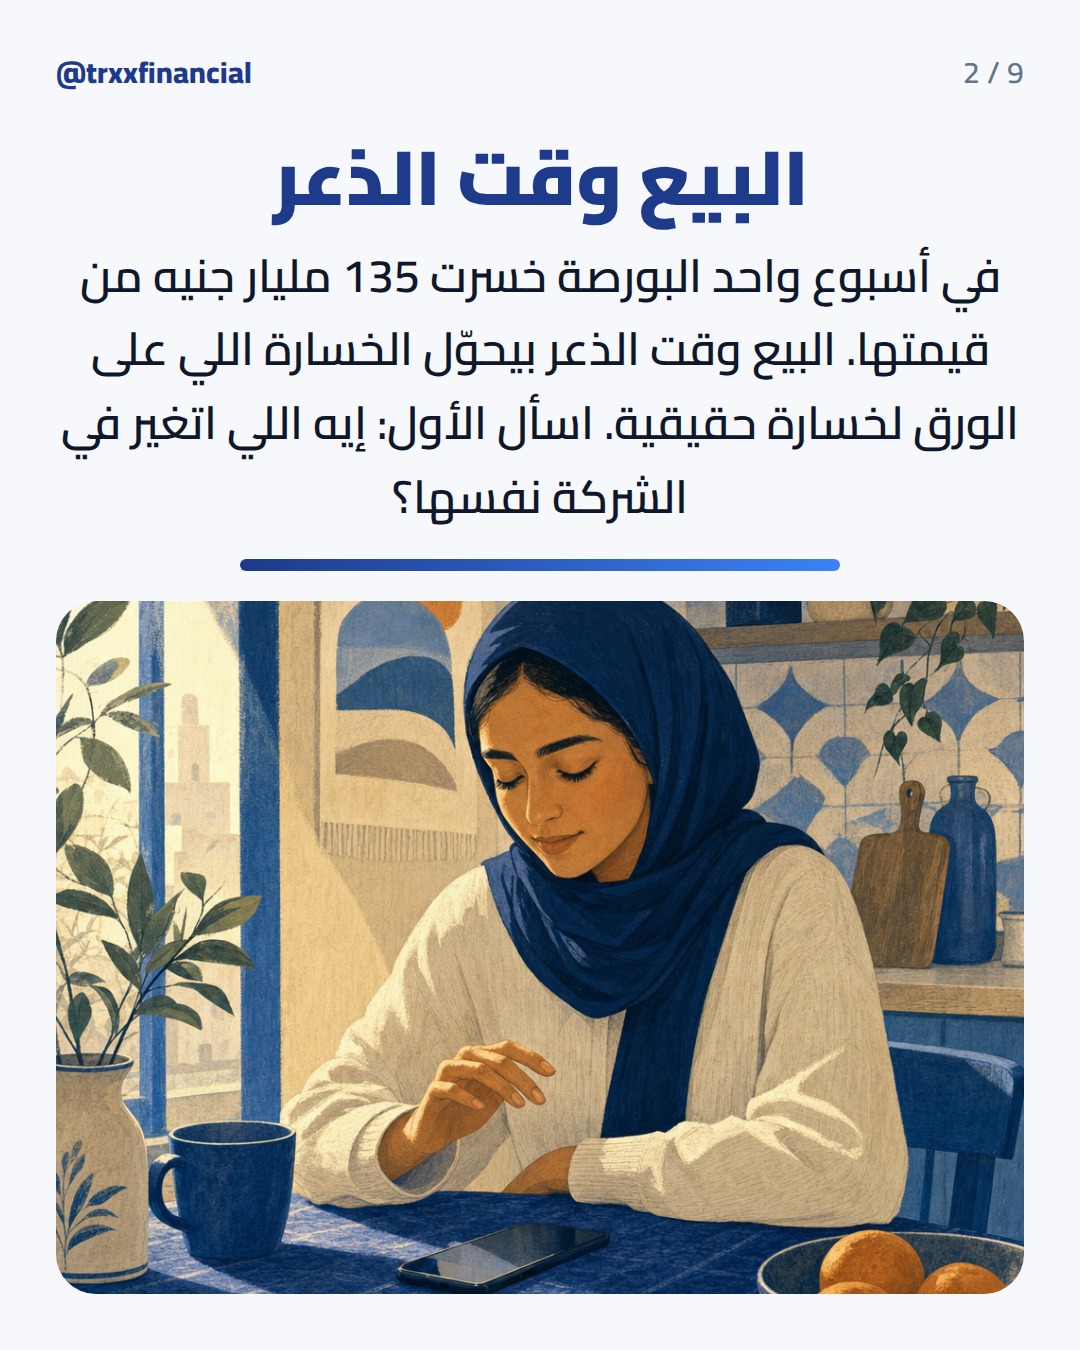 @trxxfinancial
2 / 9
البيع وقت الذعر
في أسبوع واحد البورصة خسرت 135 مليار جنيه من
قيمتها. البيع وقت الذعر بيحوّل الخسارة اللي على
الورق لخسارة حقيقية. اسأل الأول: إيه اللي اتغير في
الشركة نفسها؟